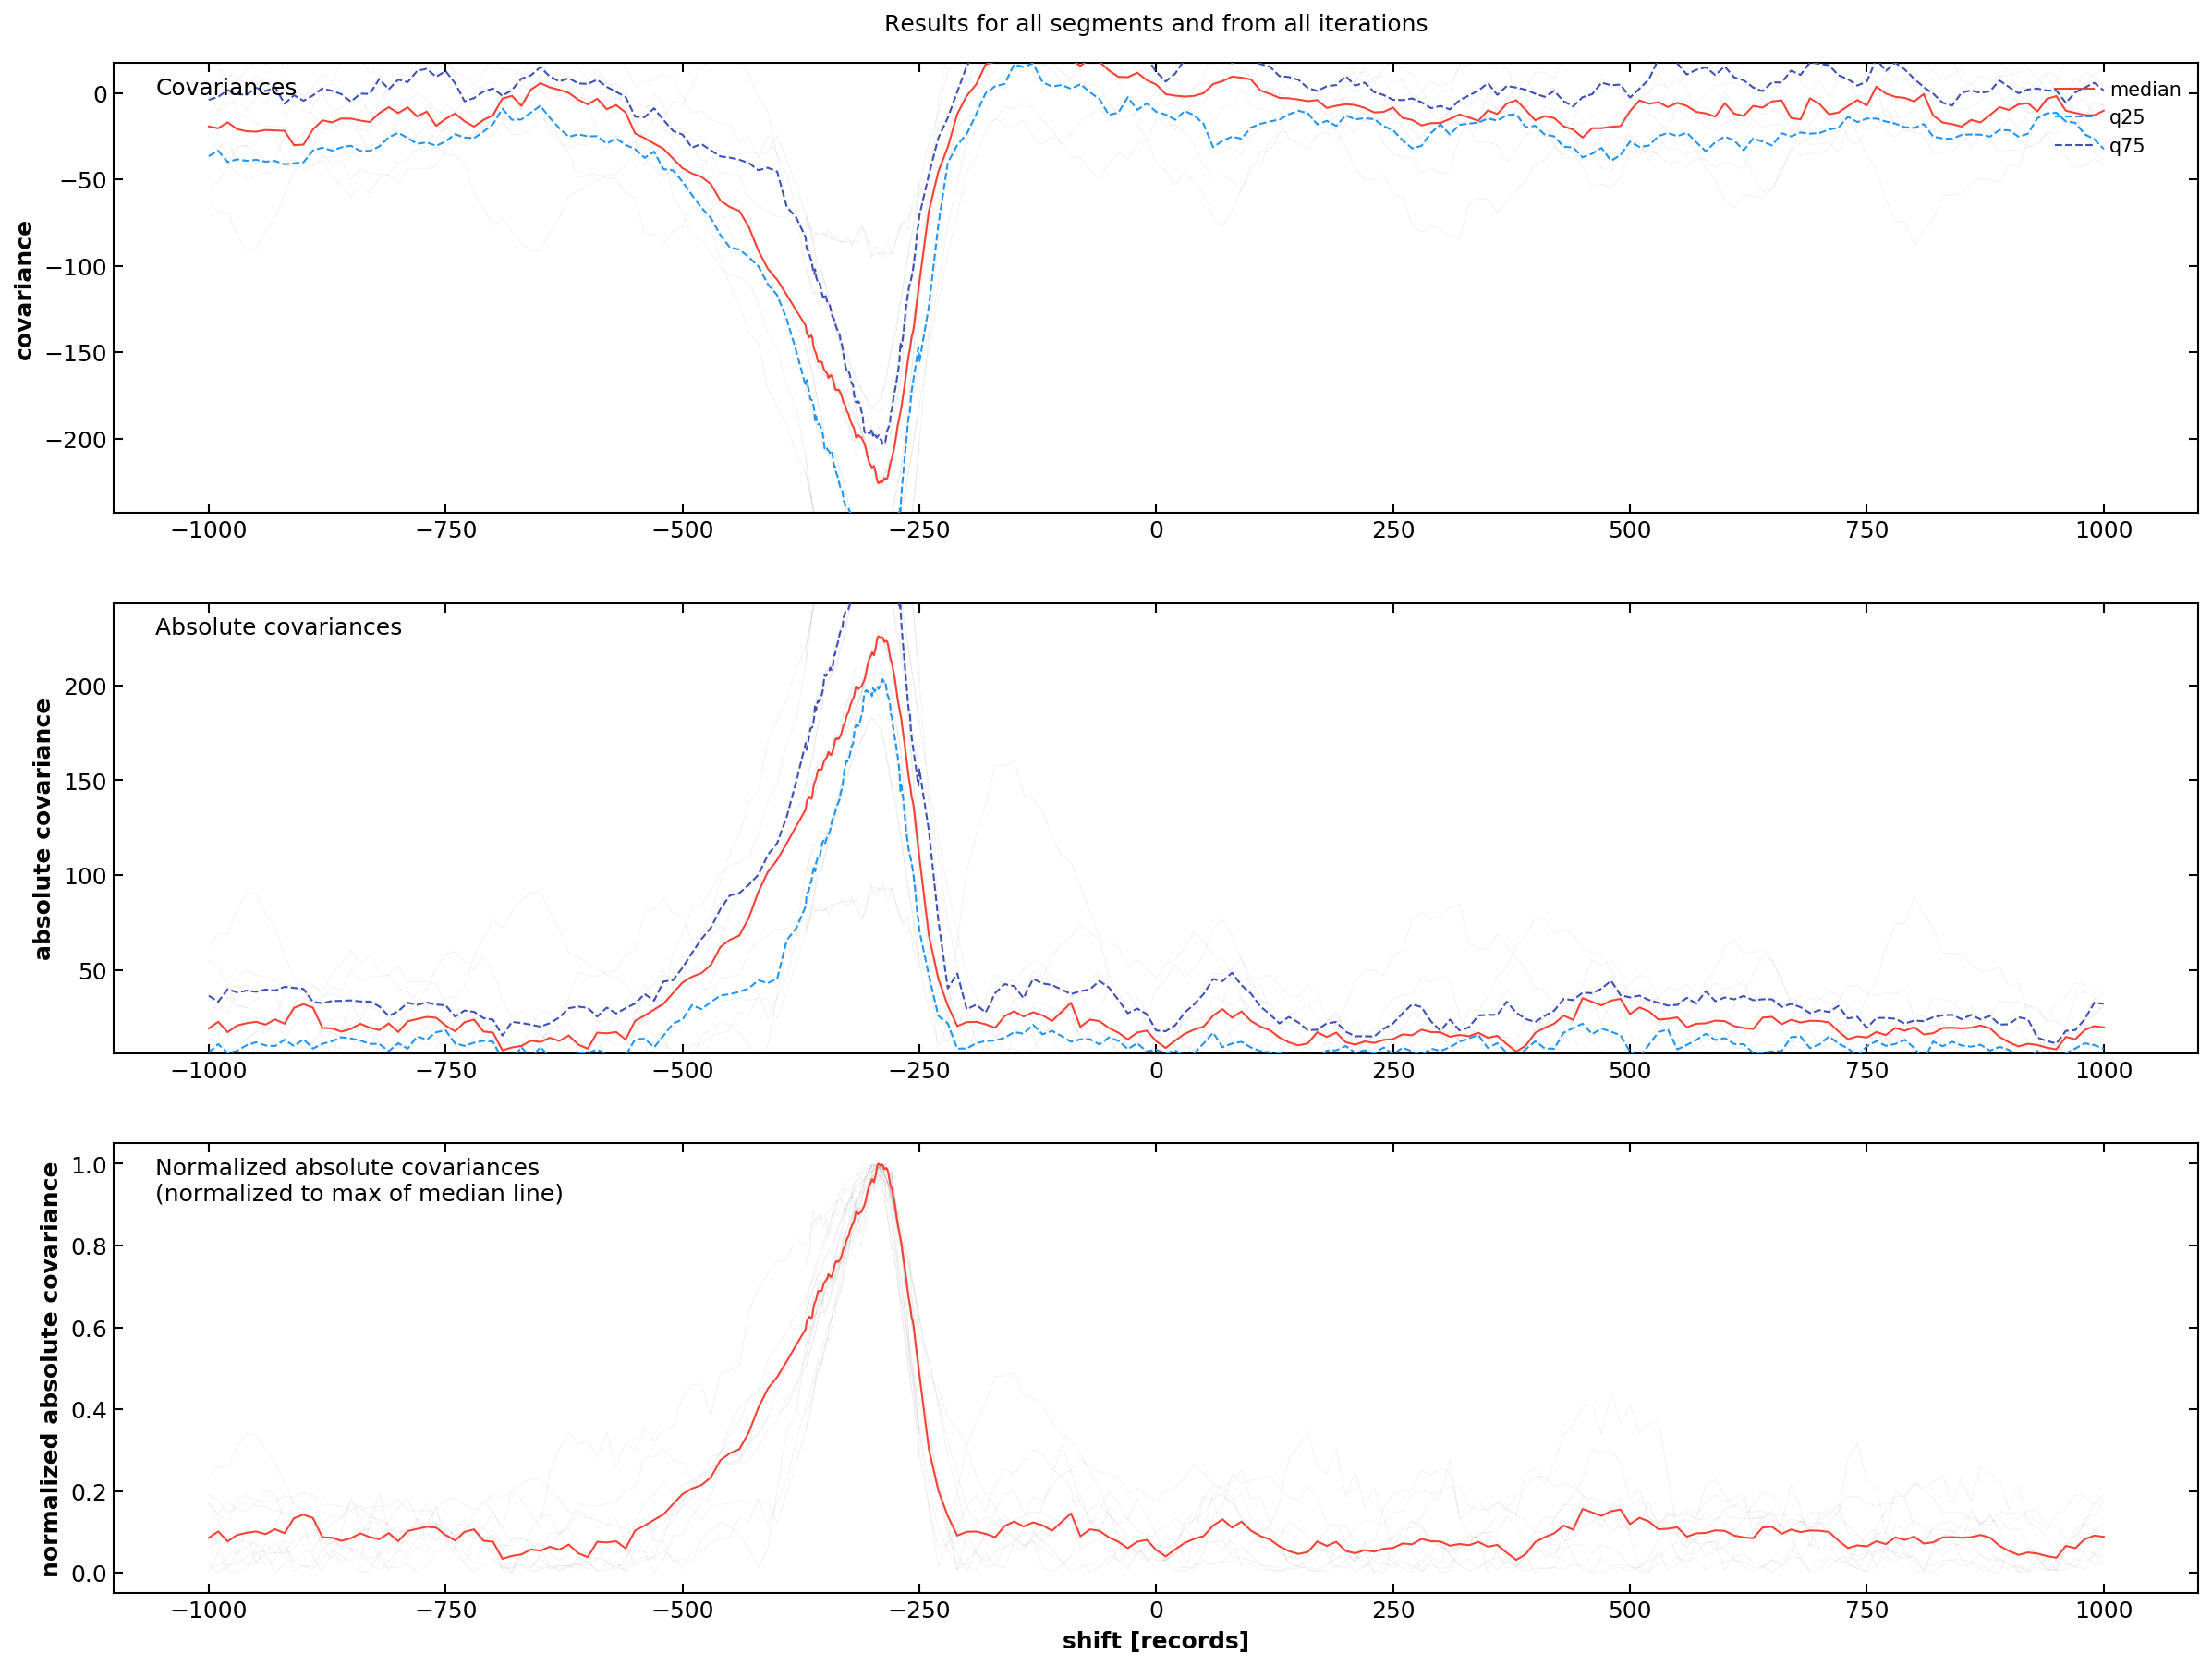 Results for all segments and from all iterations
Covariances
median
q25
q75
0
−50
−100
−150
−200
covariance
−1000 −750 −500 −250 0 250 500 750 1000
Absolute covariances
200
150
100
50
absolute covariance
−1000 −750 −500 −250 0 250 500 750 1000
Normalized absolute covariances
(normalized to max of median line)
1.0
0.8
0.6
0.4
0.2
0.0
normalized absolute covariance
−1000 −750 −500 −250 0 250 500 750 1000
shift [records]